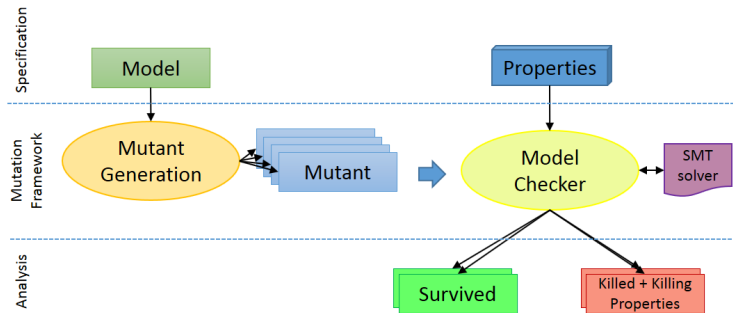 Specification
Model
Properties
Mutation
Framework
Mutant
Generation
Mutant
Model
Checker
SMT
solver
Analysis
Survived
Killed + Killing
Properties